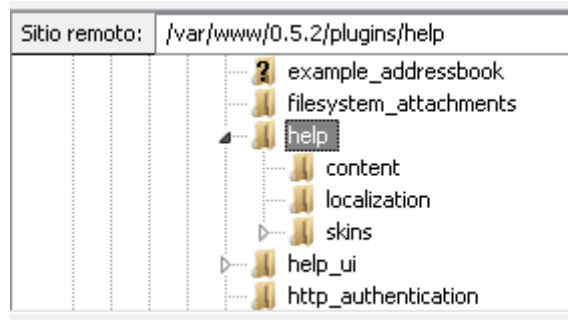 Sitio remoto: /var/www/0.5.2/plugins/help
example_addressbook
filesystem_attachments
help
content
localization
skins
help_ui
http_authentication